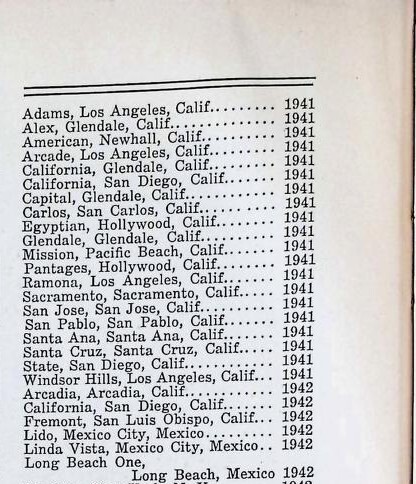 Adams, Los Angeles, Calif......... 1941
Alex, Glendale, Calif............. 1941
American, Newhall, Calif.......... 1941
Arcade, Los Angeles, Calif........ 1941
California, Glendale, Calif....... 1941
California, San Diego, Calif...... 1941
Capital, Glendale, Calif.......... 1941
Carlos, San Carlos, Calif......... 1941
Egyptian, Hollywood, Calif........ 1941
Glendale, Glendale, Calif......... 1941
Mission, Pacific Beach, Calif..... 1941
Pantages, Hollywood, Calif........ 1941
Ramona, Los Angeles, Calif........ 1941
Sacramento, Sacramento, Calif..... 1941
San Jose, San Jose, Calif......... 1941
San Pablo, San Pablo, Calif....... 1941
Santa Ana, Santa Ana, Calif....... 1941
Santa Cruz, Santa Cruz, Calif..... 1941
State, San Diego, Calif........... 1941
Windsor Hills, Los Angeles, Calif... 1941
Arcadia, Arcadia, Calif........... 1942
California, San Diego, Calif...... 1942
Fremont, San Luis Obispo, Calif... 1942
Lido, Mexico City, Mexico......... 1942
Linda Vista, Mexico City, Mexico.. 1942
Long Beach One,
Long Beach, Mexico 1942